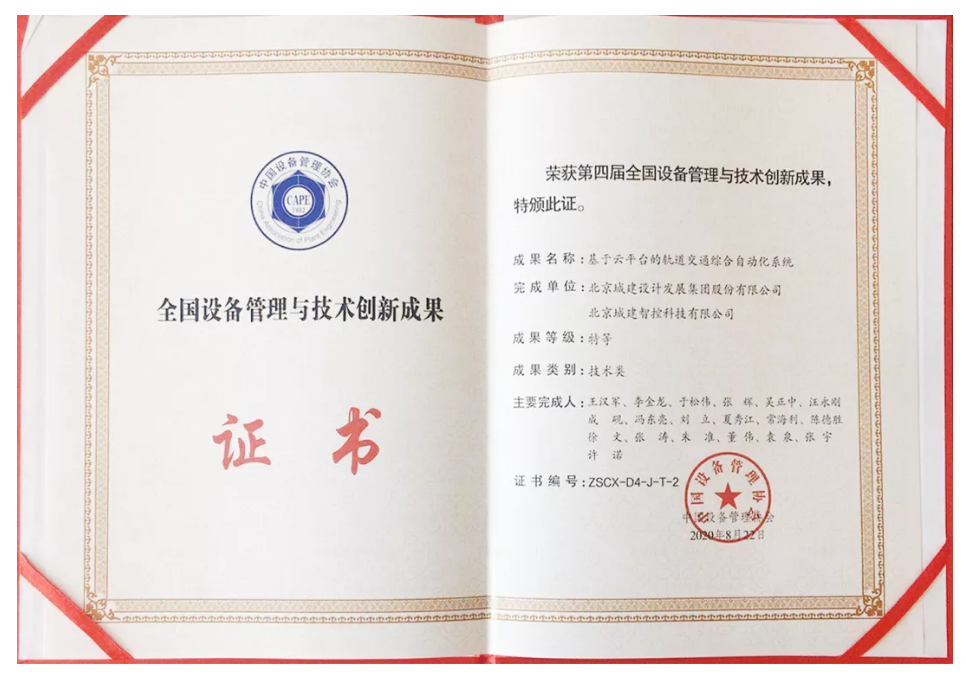 中国设备管理协会
CAPE
1982
China Association of Plant Engineering
全国设备管理与技术创新成果
证 书
荣获第四届全国设备管理与技术创新成果，
特颁此证。
成果名称：基于云平台的轨道交通综合自动化系统
完成单位：北京城建设计发展集团股份有限公司
北京城建智控科技有限公司
成果等级：特等
成果类别：技术类
主要完成人：王汉军、李金龙、于松伟、张 辉、吴正中、汪永刚
成 砚、冯东亮、刘 立、夏秀江、常海利、陈德胜
徐 文、张 涛、朱 准、董 伟、袁 泉、张 宇
许 诺
证书编号：ZSCX-D4-J-T-2
中国设备管理协会
中国设备管理协会
2020年8月22日